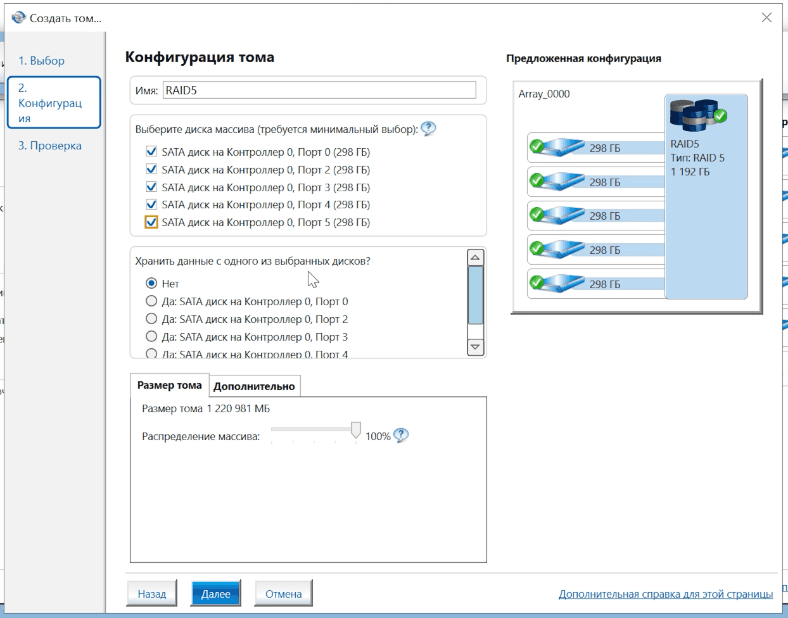 Создать том...
1. Выбор
2.
Конфигурац
ия
3. Проверка
Конфигурация тома
Имя: RAID5
Выберите диска массива (требуется минимальный выбор):
SATA диск на Контроллер 0, Порт 0 (298 ГБ)
SATA диск на Контроллер 0, Порт 2 (298 ГБ)
SATA диск на Контроллер 0, Порт 3 (298 ГБ)
SATA диск на Контроллер 0, Порт 4 (298 ГБ)
SATA диск на Контроллер 0, Порт 5 (298 ГБ)
Хранить данные с одного из выбранных дисков?
Нет
Да: SATA диск на Контроллер 0, Порт 0
Да: SATA диск на Контроллер 0, Порт 2
Да: SATA диск на Контроллер 0, Порт 3
Да: SATA диск на Контроллер 0, Порт 4
Размер тома Дополнительно
Размер тома 1 220 981 МБ
Распределение массива: 100%
Предложенная конфигурация
Array_0000
298 ГБ
298 ГБ
298 ГБ
298 ГБ
298 ГБ
RAID5
Тип: RAID 5
1 192 ГБ
Назад Далее Отмена
Дополнительная справка для этой страницы